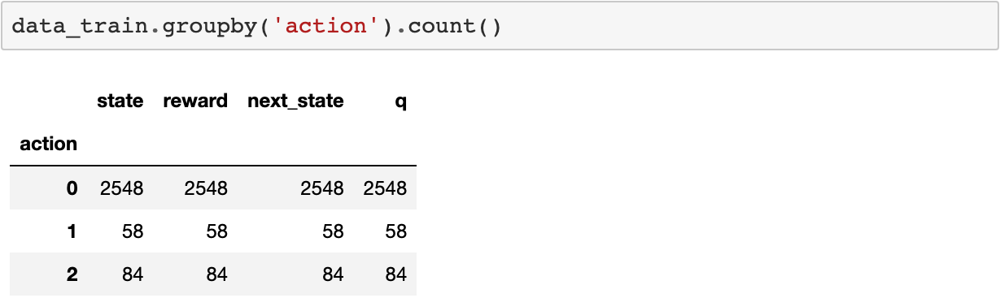 data_train.groupby('action').count()
state reward next_state q
action
0 2548 2548 2548 2548
1 58 58 58 58
2 84 84 84 84